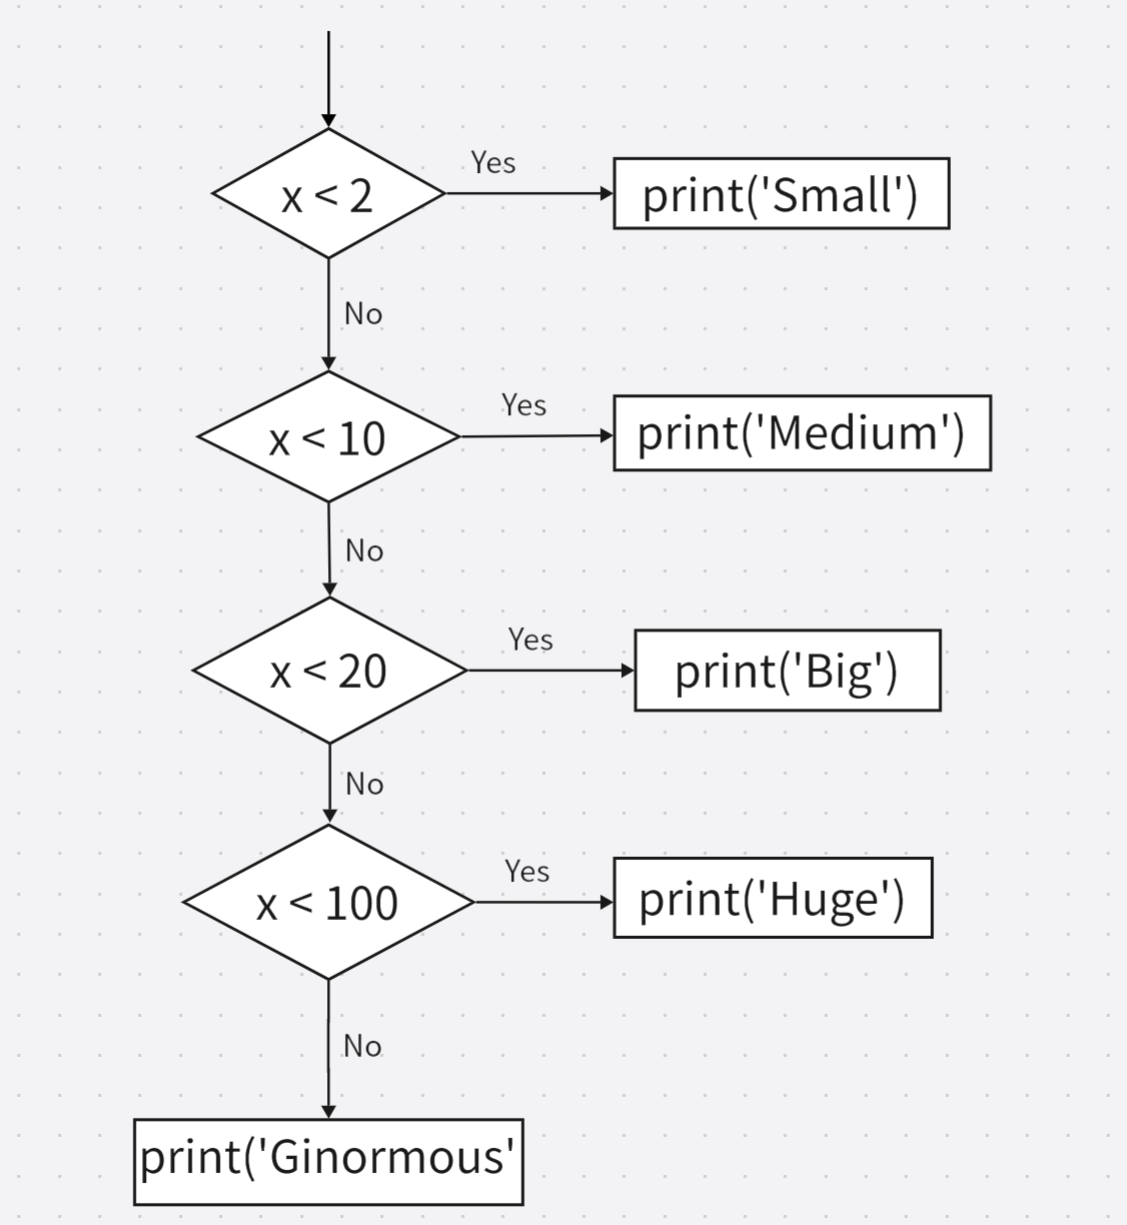 x < 2
Yes
print('Small')
No
x < 10
Yes
print('Medium')
No
x < 20
Yes
print('Big')
No
x < 100
Yes
print('Huge')
No
print('Ginormous'